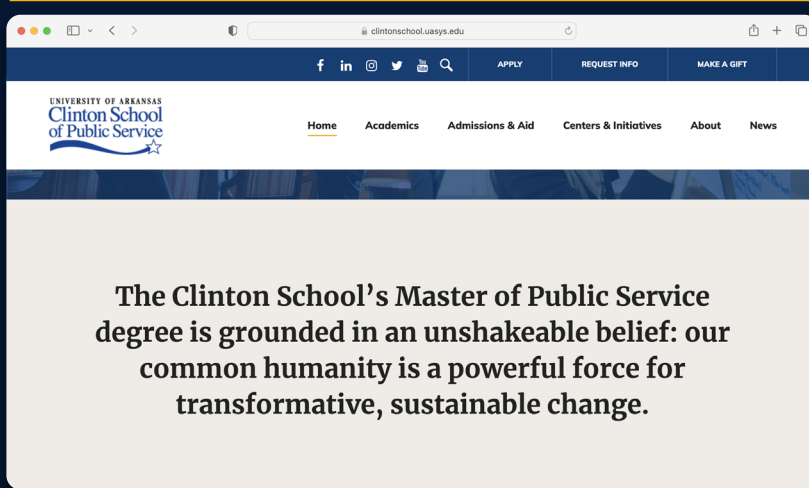 clintonschool.uasys.edu
APPLY REQUEST INFO MAKE A GIFT
UNIVERSITY OF ARKANSAS
Clinton School
of Public Service
Home Academics Admissions & Aid Centers & Initiatives About News
The Clinton School’s Master of Public Service
degree is grounded in an unshakeable belief: our
common humanity is a powerful force for
transformative, sustainable change.